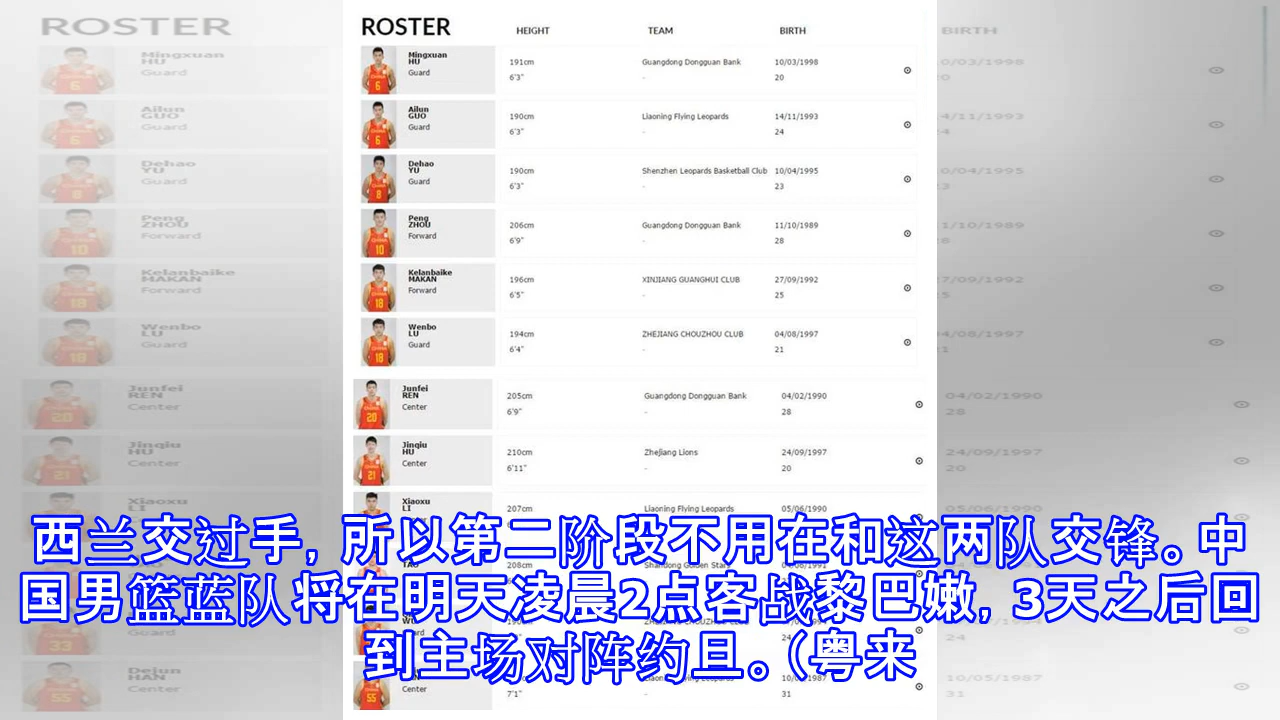 ROSTER
HEIGHT TEAM BIRTH
Mingxuan
HU
Guard
191cm Guangdong Dongguan Bank 10/03/1998
6'3" - 20
Ailun
GUO
Guard
190cm Liaoning Flying Leopards 14/11/1993
6'3" - 24
Dehao
YU
Guard
190cm Shenzhen Leopards Basketball Club 10/04/1995
6'3" - 23
Peng
ZHOU
Forward
206cm Guangdong Dongguan Bank 11/10/1989
6'9" - 28
Kelanbaike
MAKAN
Forward
196cm XINJIANG GUANGHUI CLUB 27/09/1992
6'5" - 25
Wenbo
LU
Guard
194cm ZHEJIANG CHOUZHOU CLUB 04/08/1997
6'4" - 21
Junfei
REN
Center
205cm Guangdong Dongguan Bank 04/02/1990
6'9" - 28
Jinqiu
HU
Center
210cm Zhejiang Lions 24/09/1997
6'11" - 20
Xiaoxu
LI
207cm Liaoning Flying Leopards 05/06/1990
西兰交过手，所以第二阶段不用在和这两队交锋。中
国男篮蓝队将在明天凌晨2点客战黎巴嫩，3天之后回
到主场对阵约旦。（粤来
7'1" - 31